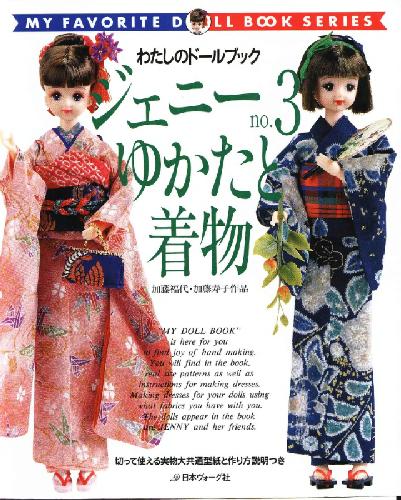 MY FAVORITE DOLL BOOK SERIES
わたしのドールブック
ジェニー no.3
ゆかたと
着物
加藤福代・加藤寿子作品
"MY DOLL BOOK"
is here for you
to find joy of hand making.
You will find in the book,
real size patterns as well as
instructions for making dresses.
Making dresses for your dolls using
what fabrics you have with you.
The dolls appear in the book
are JENNY and her friends.
切って使える実物大共通型紙と作り方説明つき
日本ヴォーグ社